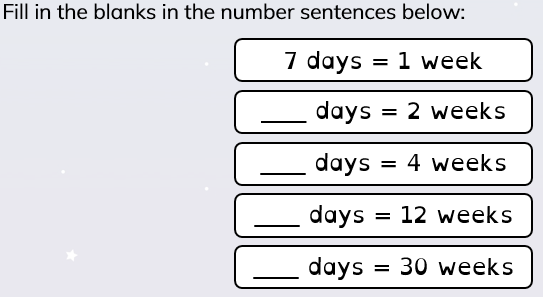 Fill in the blanks in the number sentences below:
7 days = 1 week
___ days = 2 weeks
___ days = 4 weeks
___ days = 12 weeks
___ days = 30 weeks